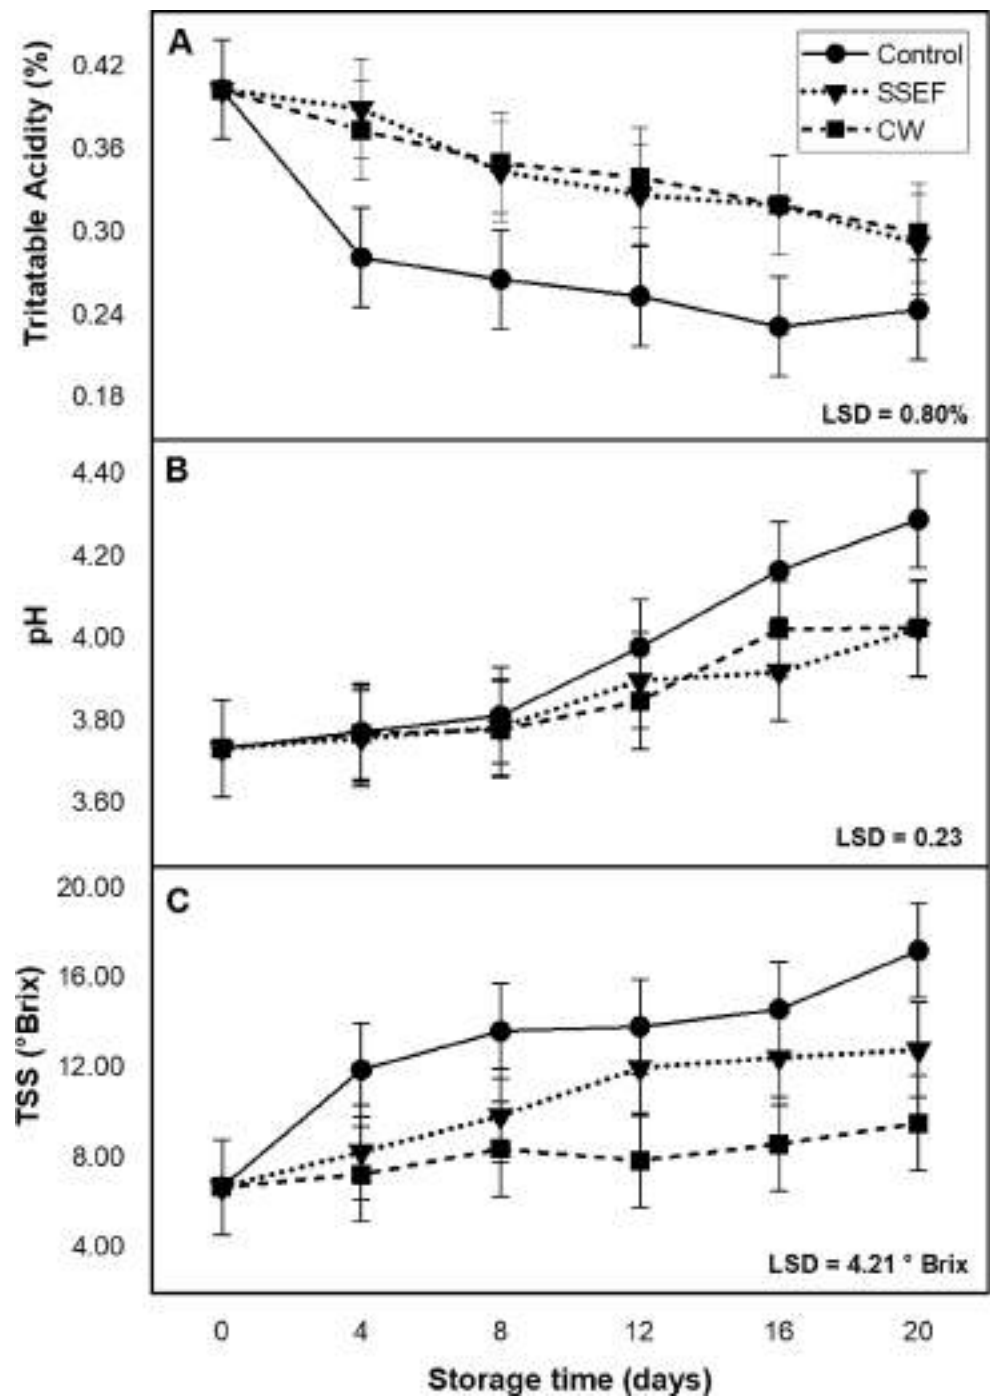 A
Control
SSEF
CW
Tritatable Acidity (%)
0.42
0.36
0.30
0.24
0.18
LSD = 0.80%
B
pH
4.40
4.20
4.00
3.80
3.60
LSD = 0.23
C
TSS (°Brix)
20.00
16.00
12.00
8.00
4.00
LSD = 4.21 ° Brix
0 4 8 12 16 20
Storage time (days)